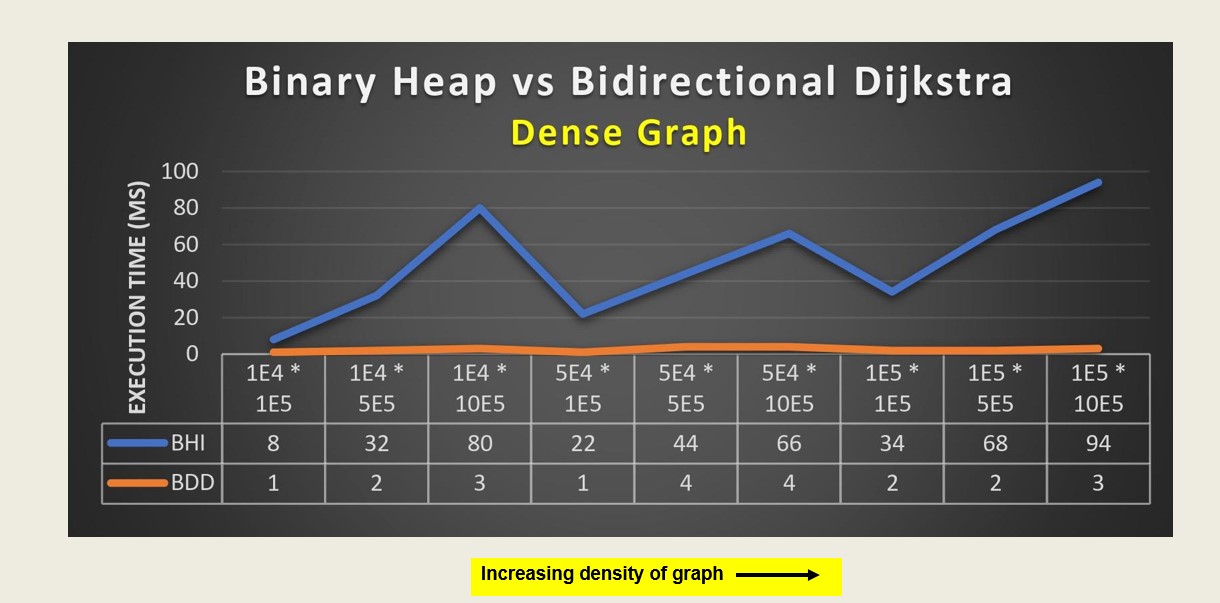 Binary Heap vs Bidirectional Dijkstra
Dense Graph
EXECUTION TIME (MS)
100
80
60
40
20
0
1E4 * 1E4 * 1E4 * 5E4 * 5E4 * 5E4 * 1E5 * 1E5 * 1E5 *
1E5 5E5 10E5 1E5 5E5 10E5 1E5 5E5 10E5
BHI 8 32 80 22 44 66 34 68 94
BDD 1 2 3 1 4 4 2 2 3
Increasing density of graph